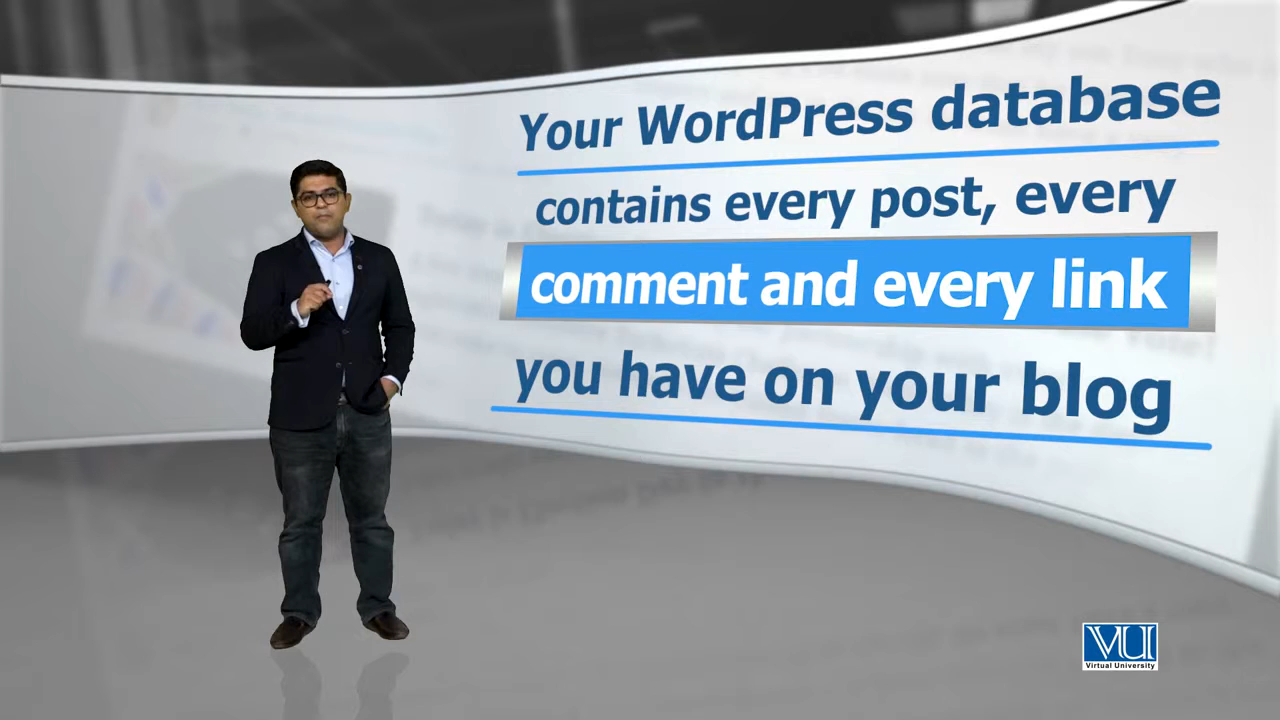 Your WordPress database
contains every post, every
comment and every link
you have on your blog
VU
Virtual University